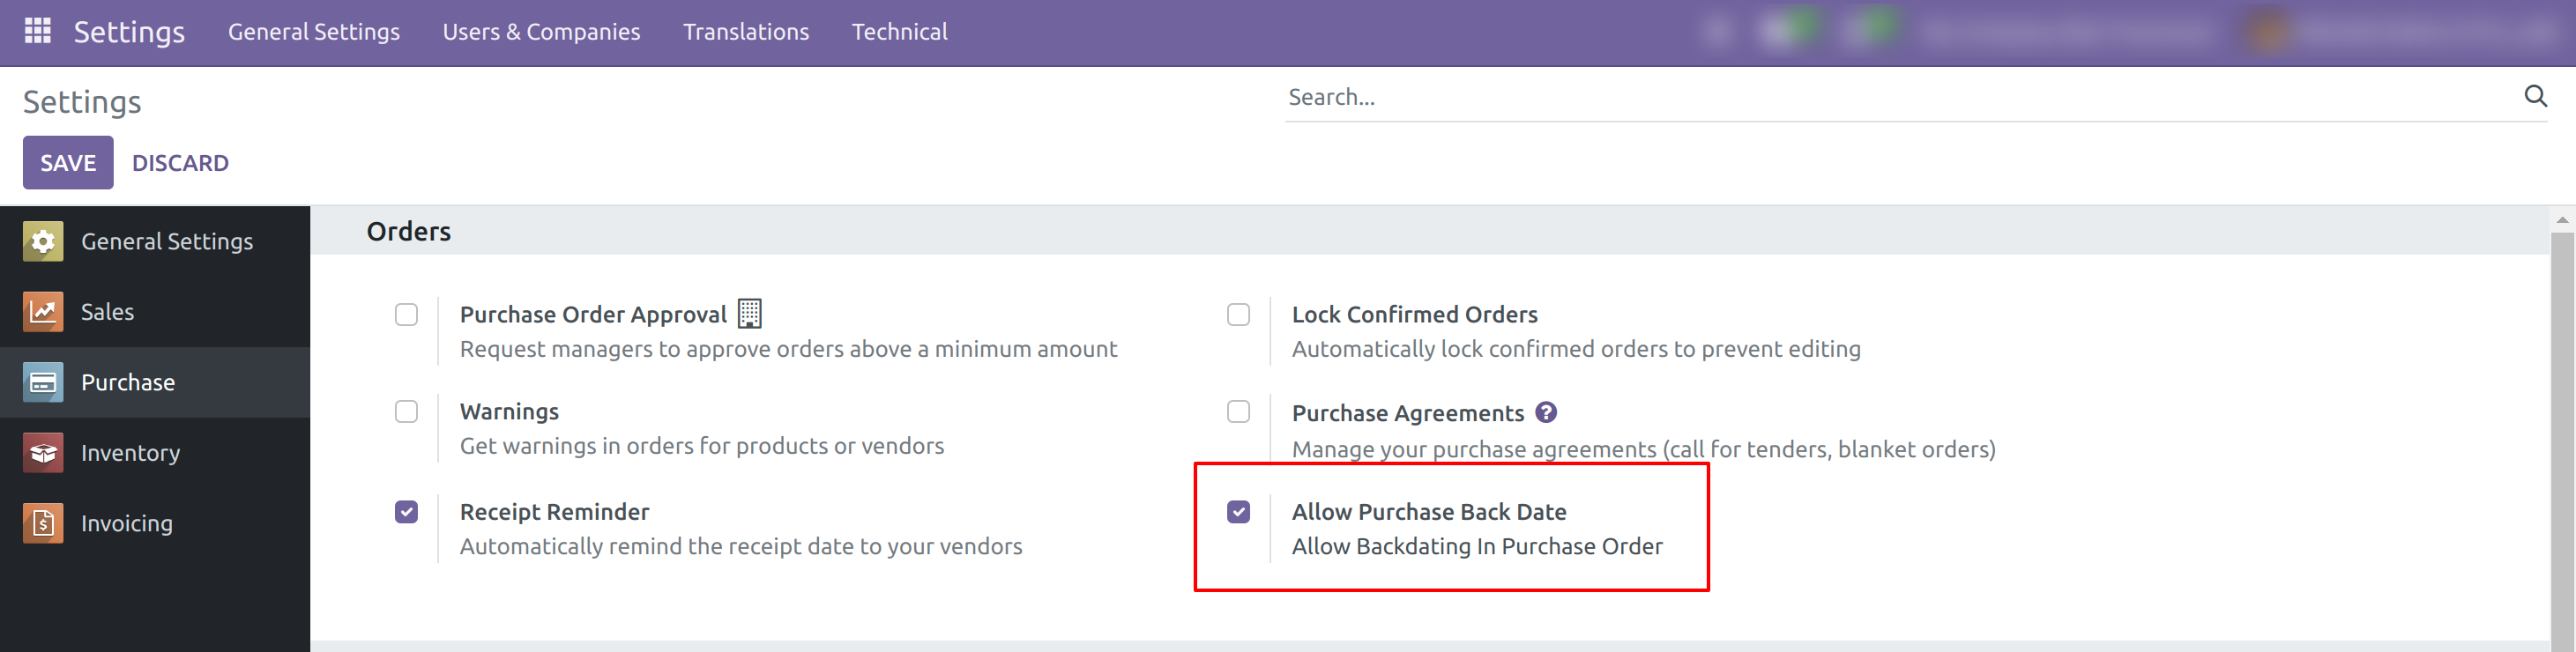 Settings General Settings Users & Companies Translations Technical
Settings
Search...
SAVE DISCARD
General Settings
Sales
Purchase
Inventory
Invoicing
Orders
Purchase Order Approval
Request managers to approve orders above a minimum amount
Lock Confirmed Orders
Automatically lock confirmed orders to prevent editing
Warnings
Get warnings in orders for products or vendors
Purchase Agreements ?
Manage your purchase agreements (call for tenders, blanket orders)
Receipt Reminder
Automatically remind the receipt date to your vendors
Allow Purchase Back Date
Allow Backdating In Purchase Order